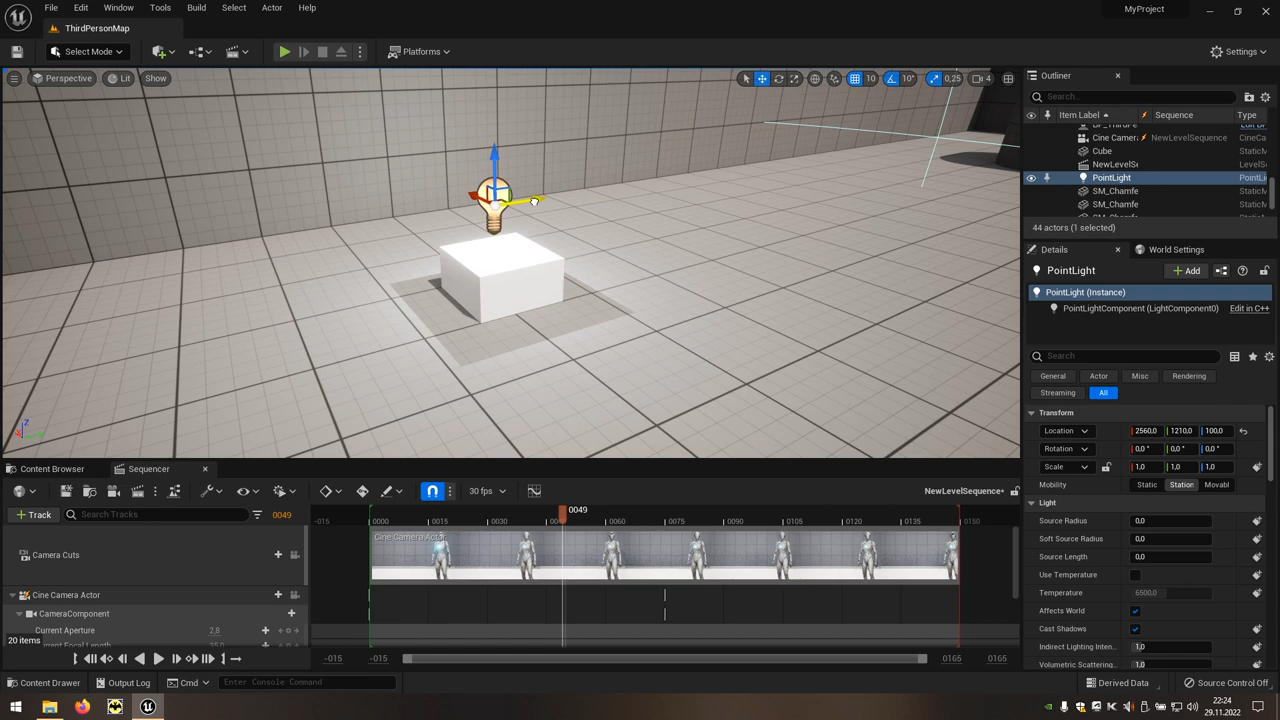 File Edit Window Tools Build Select Actor Help
MyProject
ThirdPersonMap
Select Mode
Platforms
Settings
Perspective Lit Show
10 10° 0,25 4
Outliner
Search...
Item Label Sequence Type
Cine Camera NewLevelSequence CineCa
Cube StaticM
NewLevelSe LevelSe
PointLight PointLi
SM_Chamfe StaticM
SM_Chamfe StaticM
44 actors (1 selected)
Details World Settings
PointLight Add
PointLight (Instance)
PointLightComponent (LightComponent0) Edit in C++
Search
General Actor Misc Rendering
Streaming All
Transform
Location 2560,0 1210,0 100,0
Rotation 0,0 ° 0,0 ° 0,0 °
Scale 1,0 1,0 1,0
Mobility Static Station Movabl
Light
Source Radius 0,0
Soft Source Radius 0,0
Source Length 0,0
Use Temperature
Temperature 6500,0
Affects World
Cast Shadows
Indirect Lighting Inten.. 1,0
Volumetric Scattering.. 1,0
Content Browser Sequencer
30 fps
NewLevelSequence*
Track
Search Tracks
0049
0049
-015 0000 0015 0030 0060 0075 0090 0105 0120 0135 0150
Camera Cuts
Cine Camera Actor
Cine Camera Actor
CameraComponent
Current Aperture 2,8
20 items
-015 -015 0165 0165
Content Drawer Output Log Cmd Enter Console Command
Derived Data Source Control Off
22:24
29.11.2022